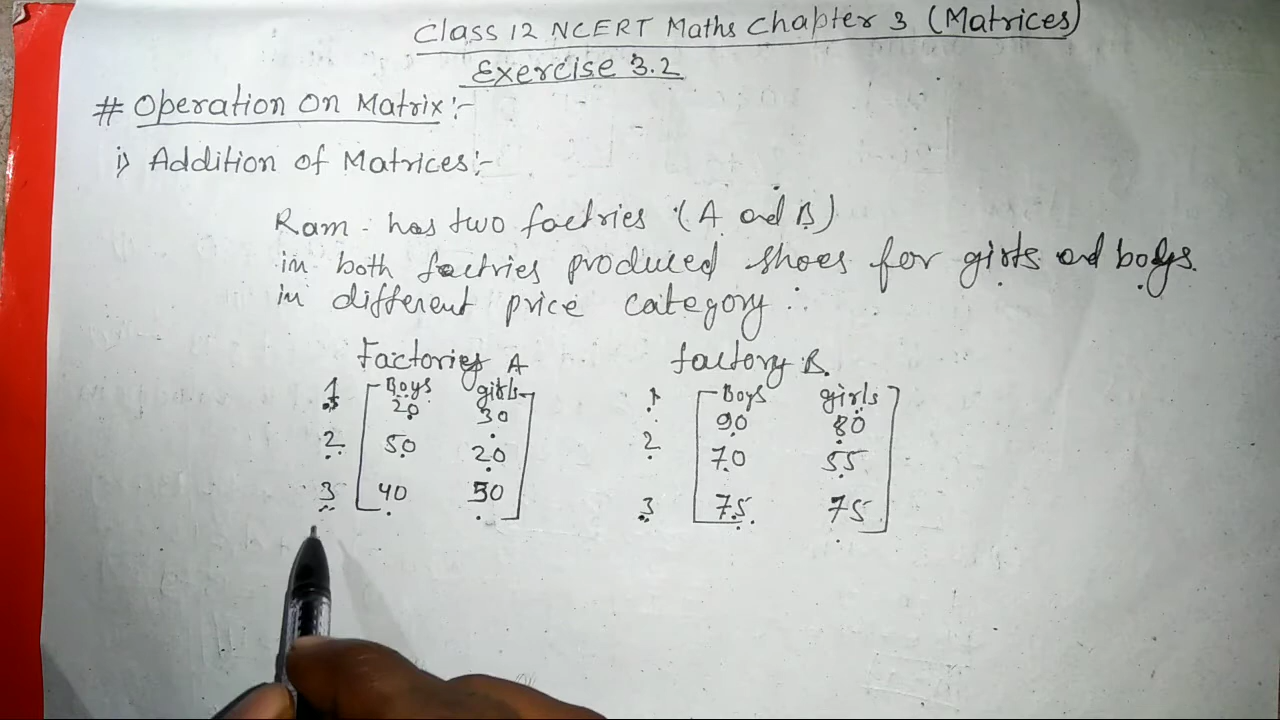 Class 12 NCERT Maths Chapter 3 (Matrices)
Exercise 3.2
# Operation On Matrix:-
i) Addition of Matrices:-
Ram - has two factries (A and B)
in both factries produced shoes for girls and boys.
in different price category :
Factories A factory B.
Boys girls Boys girls
1 20 30 1 90 80
2 50 20 2 70 55
3 40 50 3 75 75